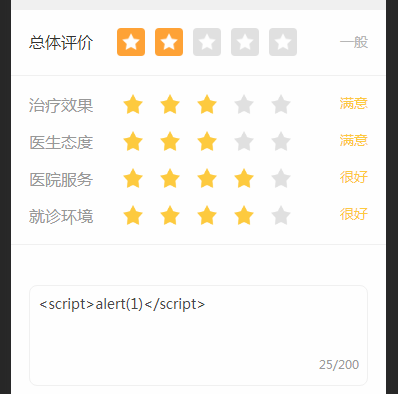 总体评价 一般
治疗效果 满意
医生态度 满意
医院服务 很好
就诊环境 很好
<script>alert(1)</script>
25/200